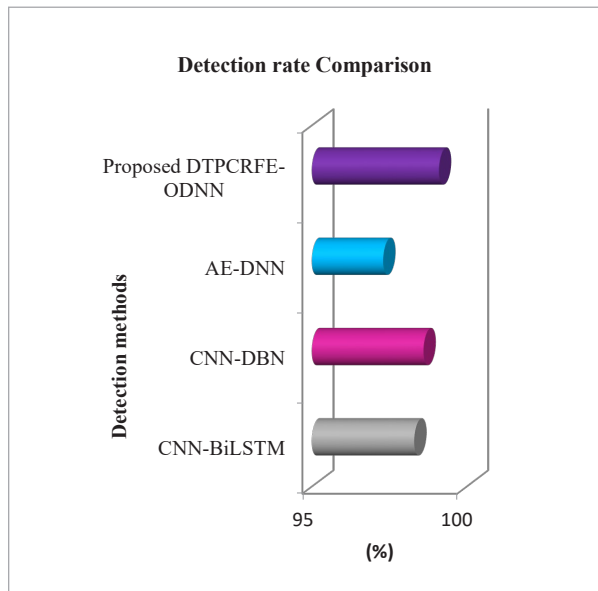 Detection rate Comparison
Detection methods
Proposed DTPCRFE-
ODNN
AE-DNN
CNN-DBN
CNN-BiLSTM
95
100
(%)